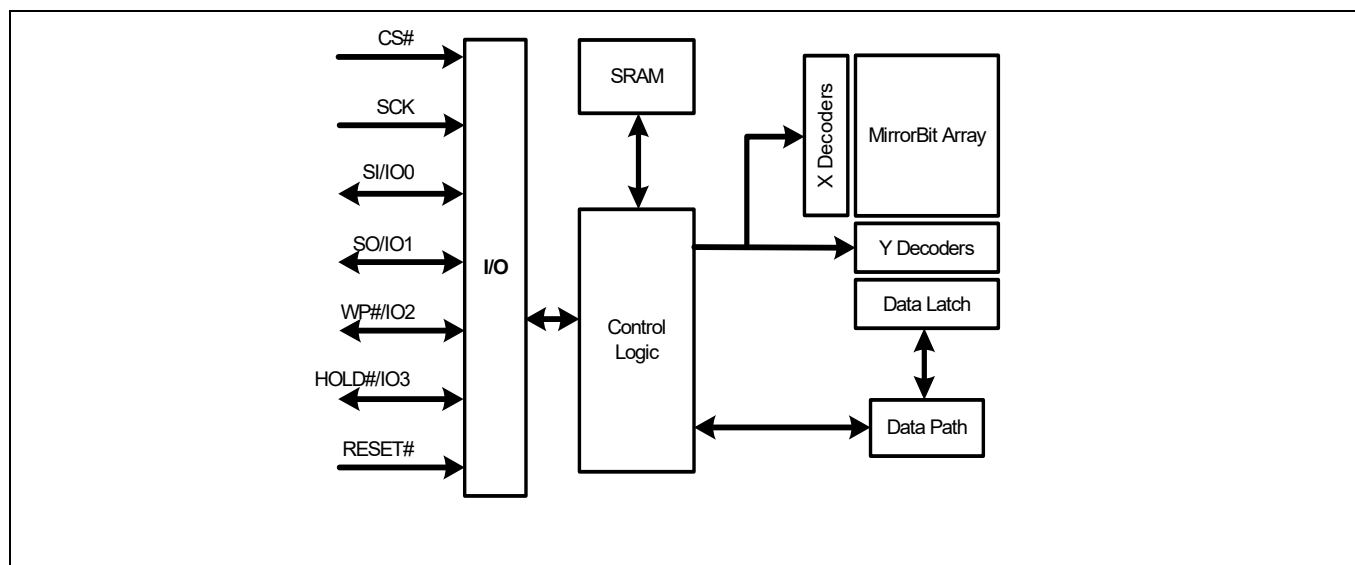 CS#
SCK
SI/IO0
SO/IO1
WP#/IO2
HOLD#/IO3
RESET#
I/O
SRAM
Control
Logic
X Decoders
MirrorBit Array
Y Decoders
Data Latch
Data Path